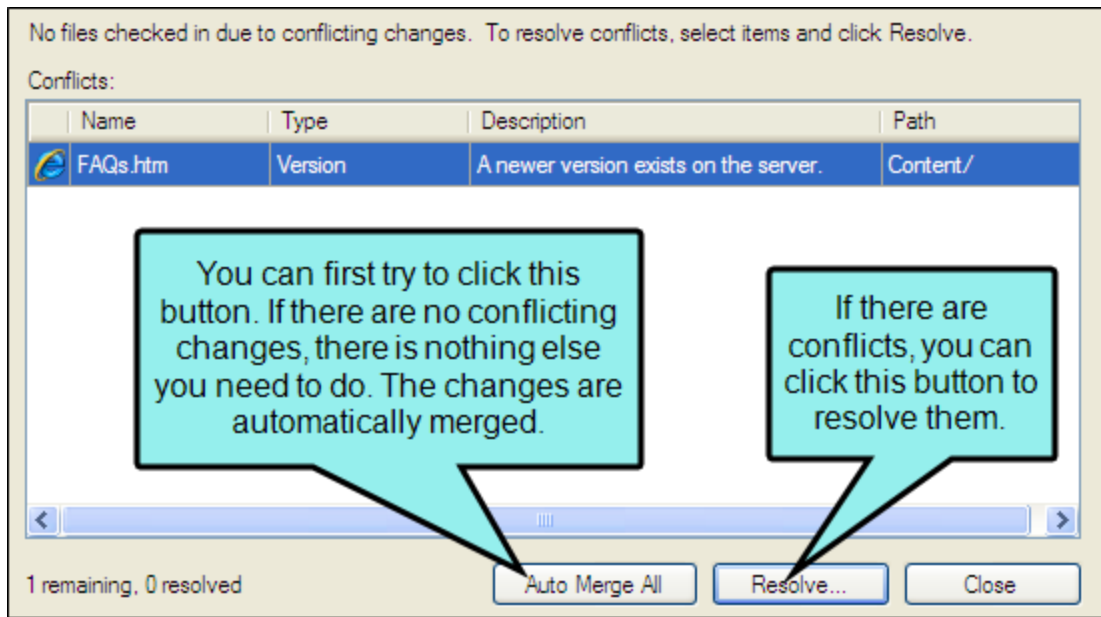 No files checked in due to conflicting changes. To resolve conflicts, select items and click Resolve.
Conflicts:
Name Type Description Path
FAQs.htm Version A newer version exists on the server. Content/
You can first try to click this
button. If there are no conflicting
changes, there is nothing else
you need to do. The changes are
automatically merged.
If there are
conflicts, you can
click this button to
resolve them.
1 remaining, 0 resolved
Auto Merge All Resolve... Close